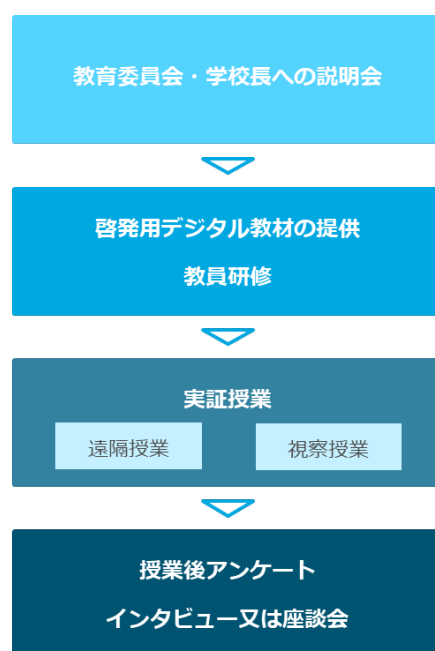 教育委員会・学校長への説明会
啓発用デジタル教材の提供
教員研修
実証授業
遠隔授業
視察授業
授業後アンケート
インタビュー又は座談会